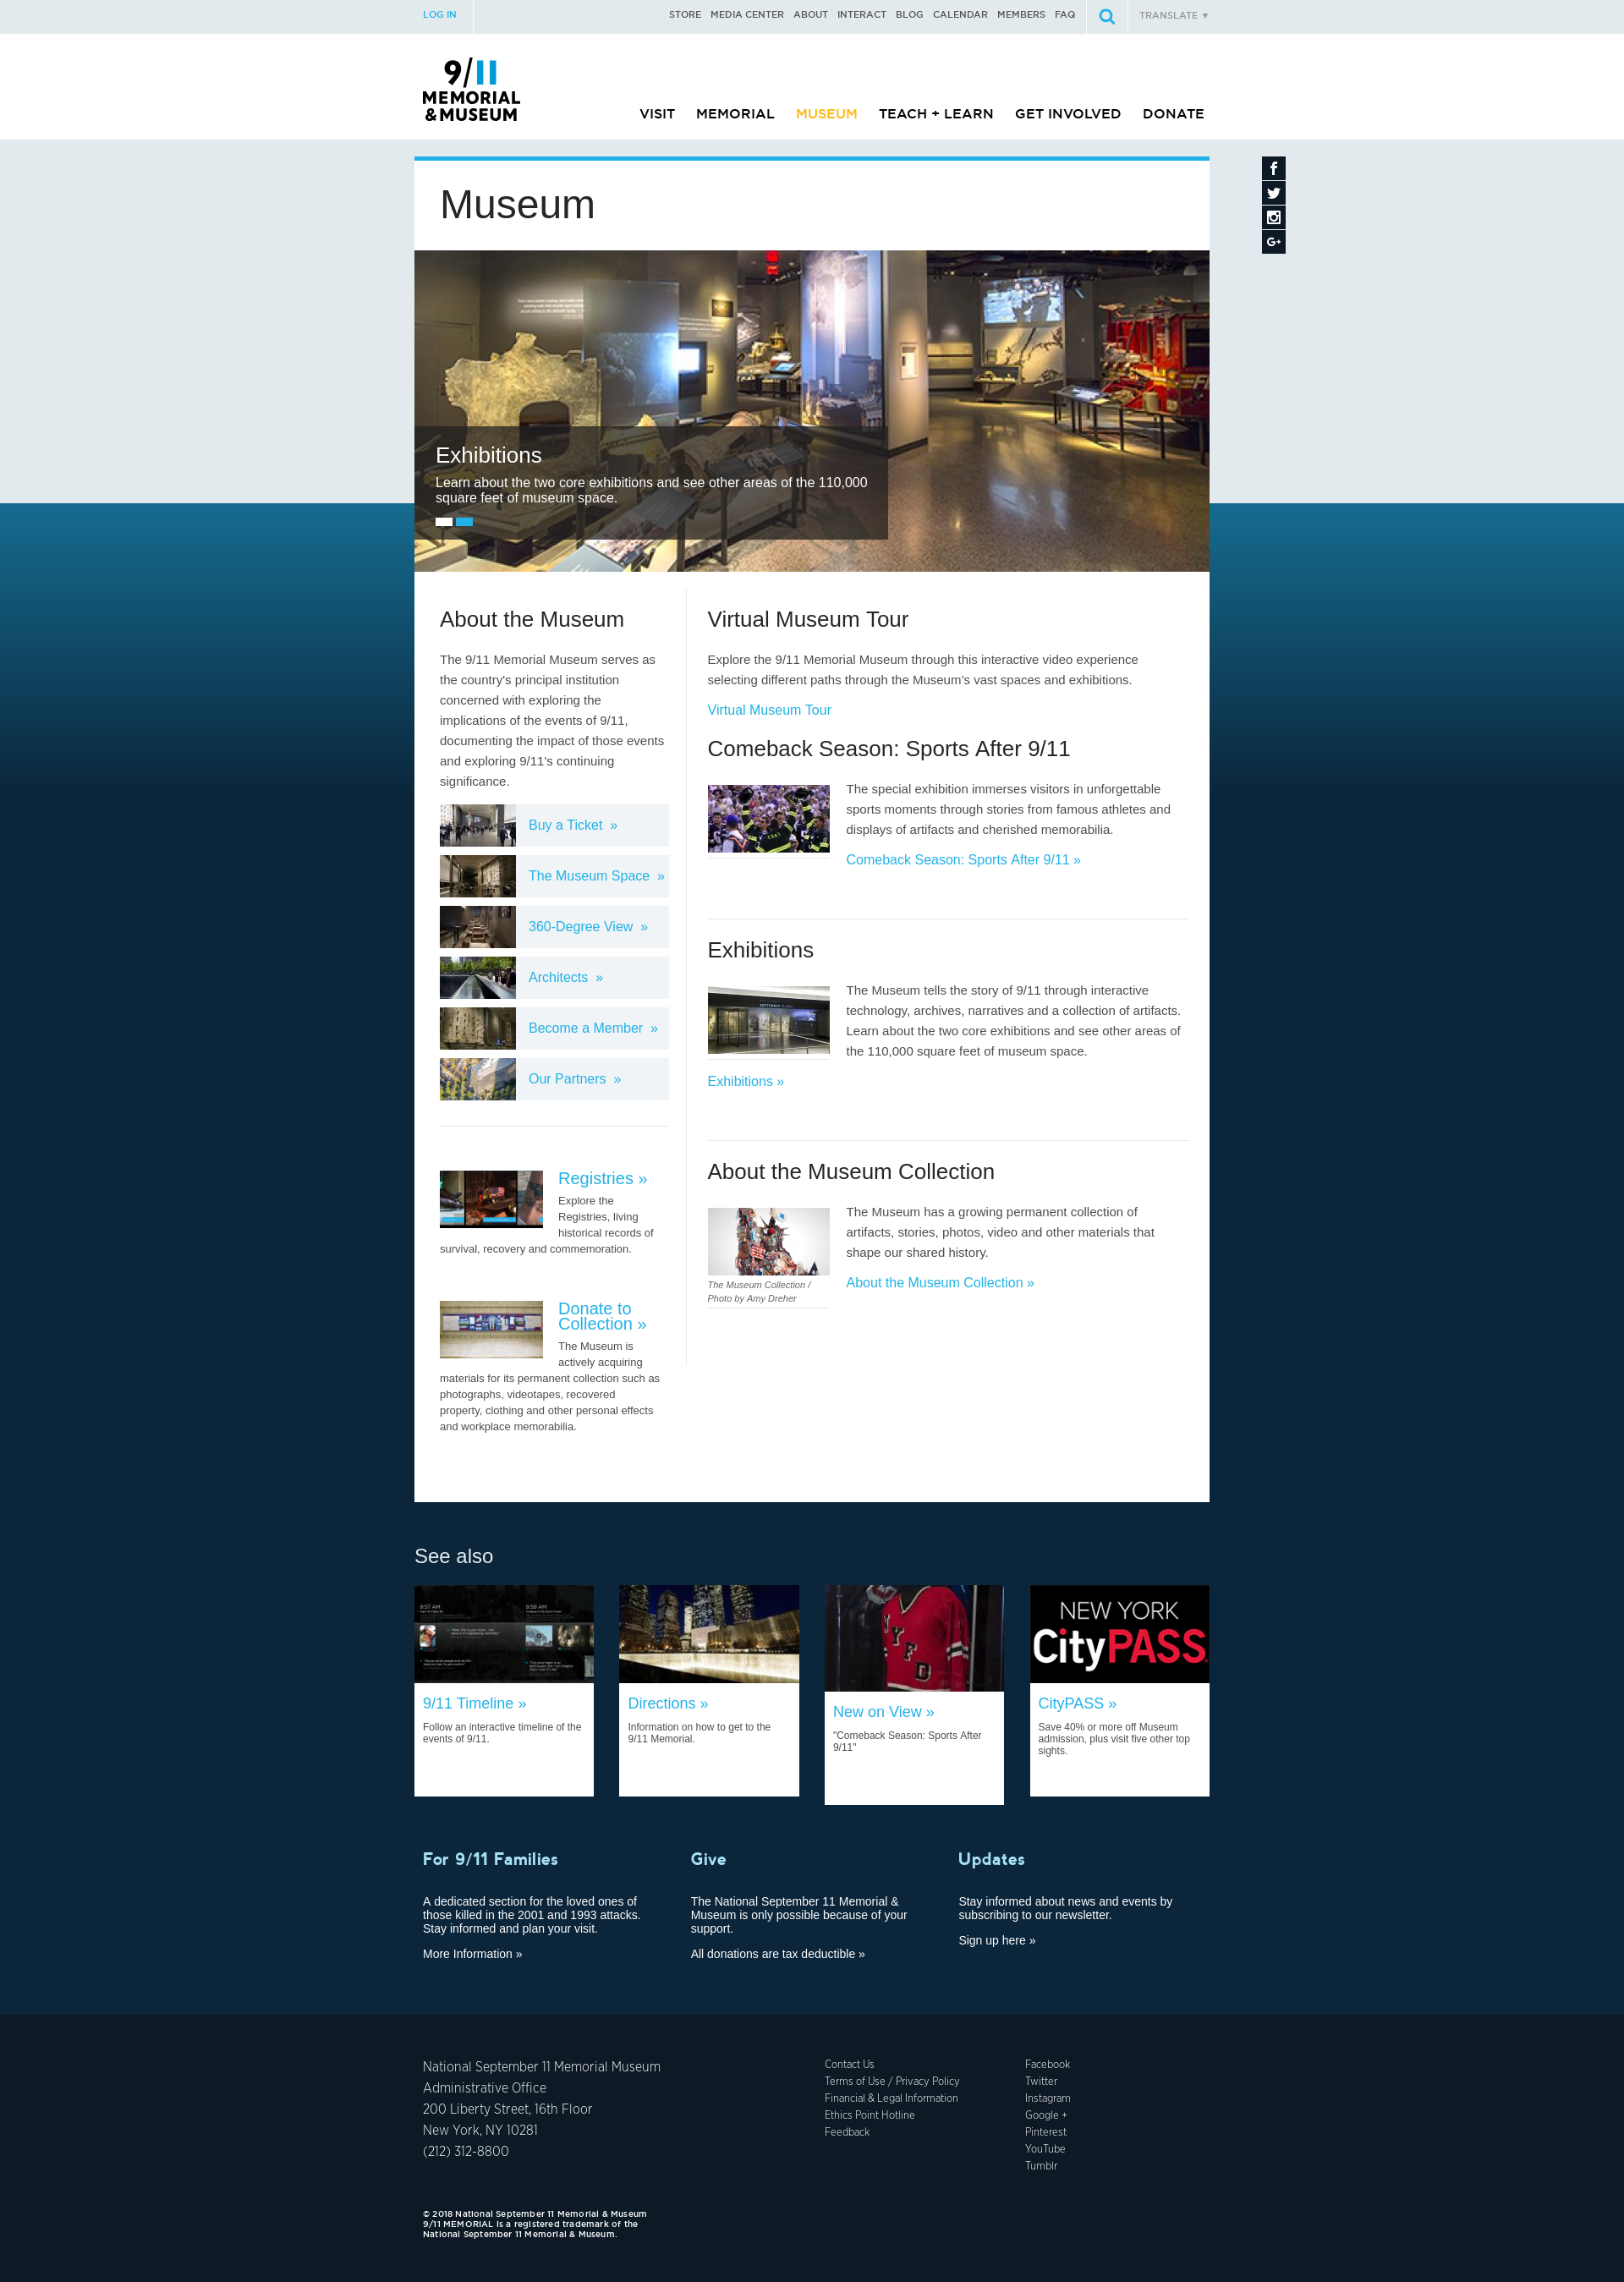 LOG IN
STORE MEDIA CENTER ABOUT INTERACT BLOG CALENDAR MEMBERS FAQ
TRANSLATE ▼
9/11
MEMORIAL
& MUSEUM
VISIT MEMORIAL MUSEUM TEACH + LEARN GET INVOLVED DONATE
Museum
Exhibitions
Learn about the two core exhibitions and see other areas of the 110,000
square feet of museum space.
About the Museum
The 9/11 Memorial Museum serves as
the country's principal institution
concerned with exploring the
implications of the events of 9/11,
documenting the impact of those events
and exploring 9/11's continuing
significance.
Buy a Ticket »
The Museum Space »
360-Degree View »
Architects »
Become a Member »
Our Partners »
Registries »
Explore the
Registries, living
historical records of
survival, recovery and commemoration.
Donate to
Collection »
The Museum is
actively acquiring
materials for its permanent collection such as
photographs, videotapes, recovered
property, clothing and other personal effects
and workplace memorabilia.
Virtual Museum Tour
Explore the 9/11 Memorial Museum through this interactive video experience
selecting different paths through the Museum's vast spaces and exhibitions.
Virtual Museum Tour
Comeback Season: Sports After 9/11
The special exhibition immerses visitors in unforgettable
sports moments through stories from famous athletes and
displays of artifacts and cherished memorabilia.
Comeback Season: Sports After 9/11 »
Exhibitions
The Museum tells the story of 9/11 through interactive
technology, archives, narratives and a collection of artifacts.
Learn about the two core exhibitions and see other areas of
the 110,000 square feet of museum space.
Exhibitions »
About the Museum Collection
The Museum has a growing permanent collection of
artifacts, stories, photos, video and other materials that
shape our shared history.
About the Museum Collection »
The Museum Collection /
Photo by Amy Dreher
See also
9:57 AM
9:59 AM
9/11 Timeline »
Follow an interactive timeline of the
events of 9/11.
Directions »
Information on how to get to the
9/11 Memorial.
NYFD
New on View »
"Comeback Season: Sports After
9/11"
NEW YORK
CityPASS
CityPASS »
Save 40% or more off Museum
admission, plus visit five other top
sights.
For 9/11 Families
A dedicated section for the loved ones of
those killed in the 2001 and 1993 attacks.
Stay informed and plan your visit.
More Information »
Give
The National September 11 Memorial &
Museum is only possible because of your
support.
All donations are tax deductible »
Updates
Stay informed about news and events by
subscribing to our newsletter.
Sign up here »
National September 11 Memorial Museum
Administrative Office
200 Liberty Street, 16th Floor
New York, NY 10281
(212) 312-8800
© 2018 National September 11 Memorial & Museum
9/11 MEMORIAL is a registered trademark of the
National September 11 Memorial & Museum.
Contact Us
Terms of Use / Privacy Policy
Financial & Legal Information
Ethics Point Hotline
Feedback
Facebook
Twitter
Instagram
Google +
Pinterest
YouTube
Tumblr